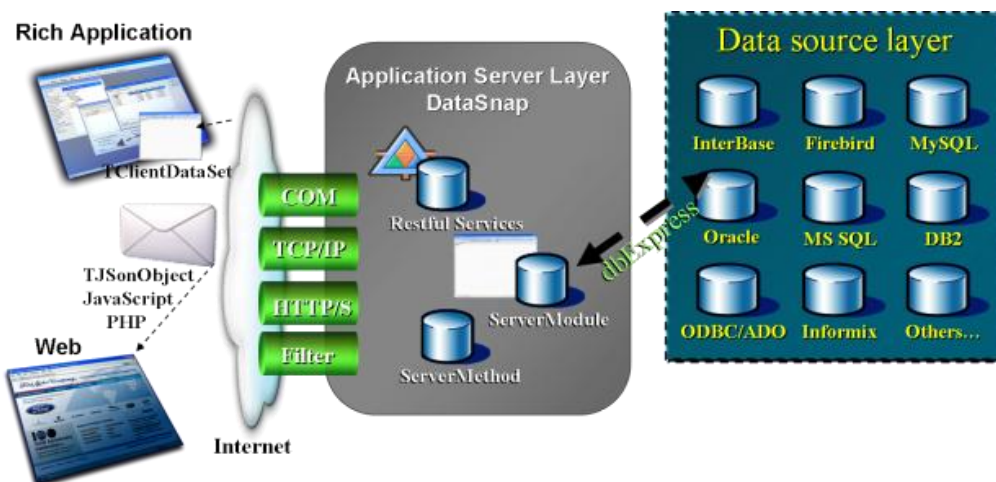 Rich Application
TClientDataSet
TJSonObject
JavaScript
PHP
Web
Internet
COM
TCP/IP
HTTP/S
Filter
Application Server Layer
DataSnap
Restful Services
ServerModule
ServerMethod
dbExpress
Data source layer
InterBase
Firebird
MySQL
Oracle
MS SQL
DB2
ODBC/ADO
Informix
Others...